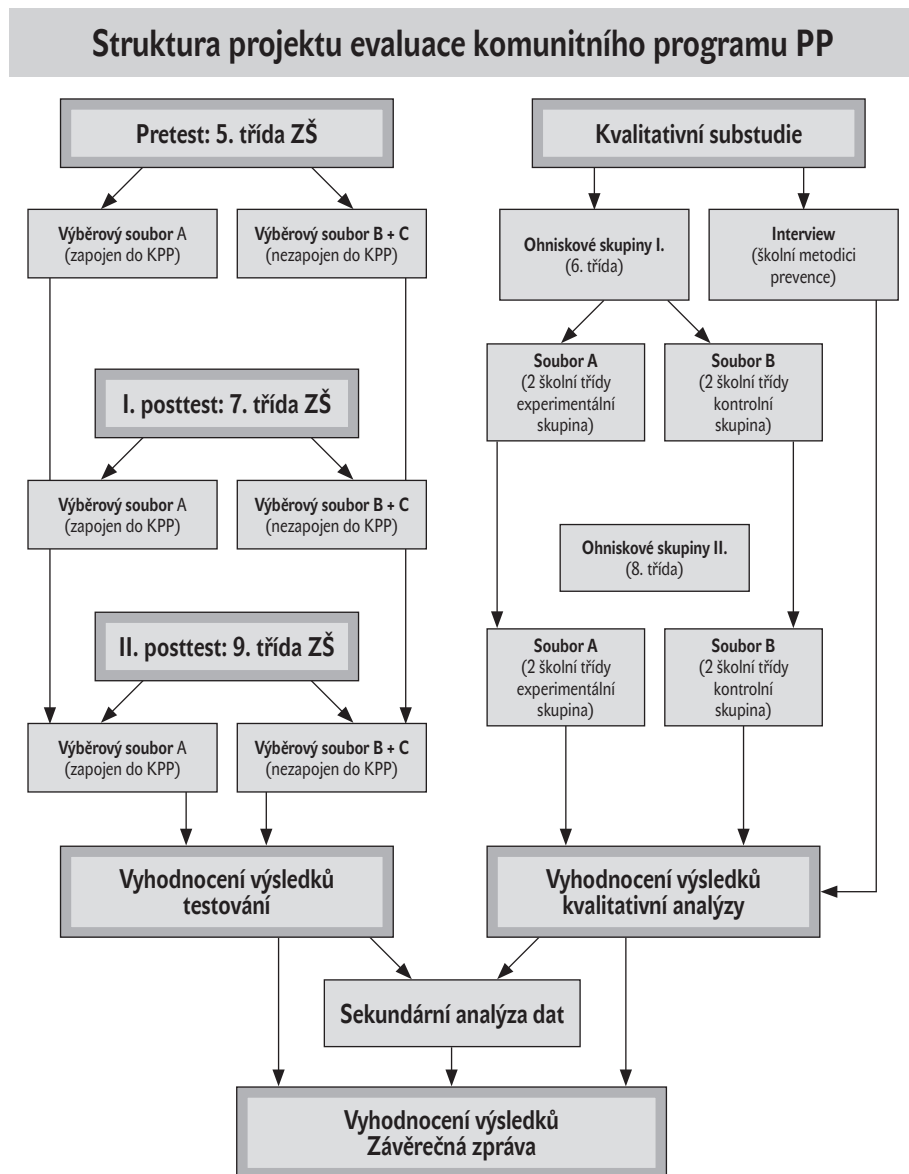 Struktura projektu evaluace komunitního programu PP
Pretest: 5. třída ZŠ
Výběrový soubor A
(zapojen do KPP)
Výběrový soubor B + C
(nezapojen do KPP)
I. posttest: 7. třída ZŠ
Výběrový soubor A
(zapojen do KPP)
Výběrový soubor B + C
(nezapojen do KPP)
II. posttest: 9. třída ZŠ
Výběrový soubor A
(zapojen do KPP)
Výběrový soubor B + C
(nezapojen do KPP)
Vyhodnocení výsledků
testování
Kvalitativní substudie
Ohniskové skupiny I.
(6. třída)
Interview
(školní metodici
prevence)
Soubor A
(2 školní třídy
experimentální
skupina)
Soubor B
(2 školní třídy
kontrolní
skupina)
Ohniskové skupiny II.
(8. třída)
Soubor A
(2 školní třídy
experimentální
skupina)
Soubor B
(2 školní třídy
kontrolní
skupina)
Vyhodnocení výsledků
kvalitativní analýzy
Sekundární analýza dat
Vyhodnocení výsledků
Závěrečná zpráva